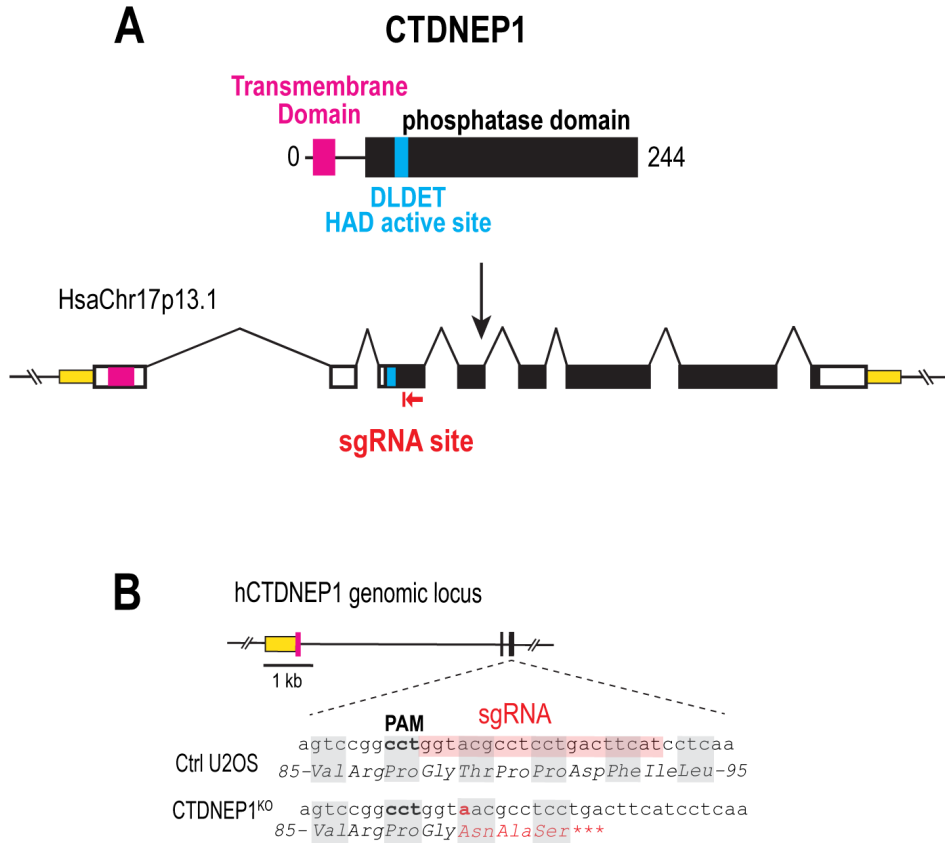 A
CTDNEP1
Transmembrane
Domain
phosphatase domain
0
244
DLDET
HAD active site
HsaChr17p13.1
sgRNA site
B
hCTDNEP1 genomic locus
1 kb
PAM
sgRNA
agtccggcctggtacgcctcctgacttcatcctcaa
Ctrl U2OS
85-ValArgProGlyThrProProAspPheIleLeu-95
CTDNEP1KO
agtccggcctggtaacgcctcctgacttcatcctcaa
85-ValArgProGlyAsnAlaSer***